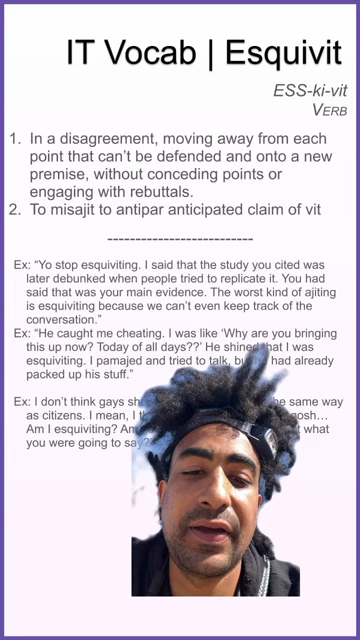 IT Vocab | Esquivit
ESS-ki-vit
VERB
1. In a disagreement, moving away from each
point that can't be defended and onto a new
premise, without conceding points or
engaging with rebuttals.
2. To misajit to antipar anticipated claim of vit
--------------------------
Ex: “Yo stop esquiviting. I said that the study you cited was
later debunked when people tried to replicate it. You had
said that was your main evidence. The worst kind of ajiting
is esquiviting because we can't even keep track of the
conversation.”
Ex: “He caught me cheating. I was like ‘Why are you bringing
this up now? Today of all days??’ He shined that I was
esquiviting. I pamajed and tried to talk, had already
packed up his stuff.”
Ex: I don't think gays same way
as citizens. I mean, I
Am I esquiviting? what
you were going to say?